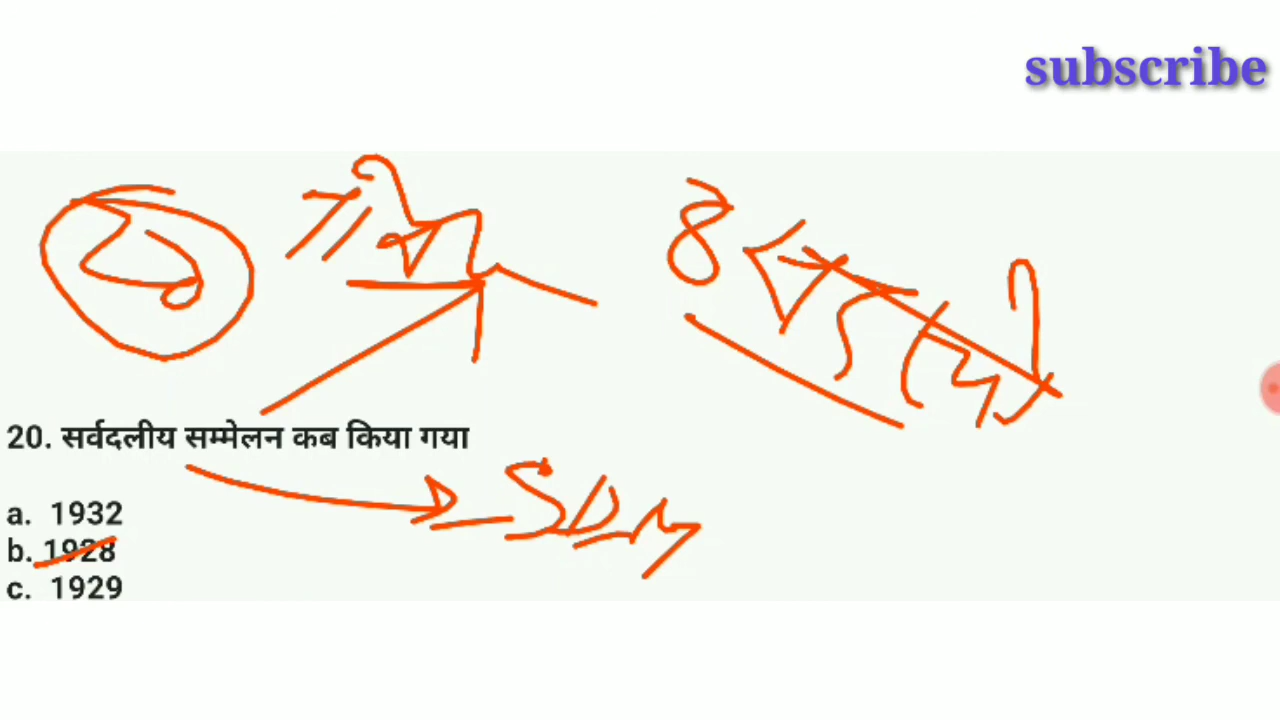 subscribe
20. सर्वदलीय सम्मेलन कब किया गया
SDM
a. 1932
b. 1928
c. 1929